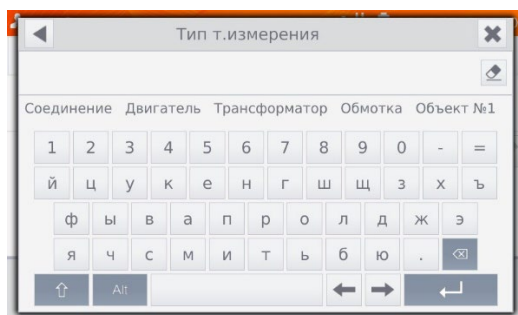 Тип т.измерения
Соединение Двигатель Трансформатор Обмотка Объект №1
1 2 3 4 5 6 7 8 9 0 - =
й ц у к е н г ш щ з х ъ
ф ы в а п р о л д ж э
я ч с м и т ь б ю .
Alt